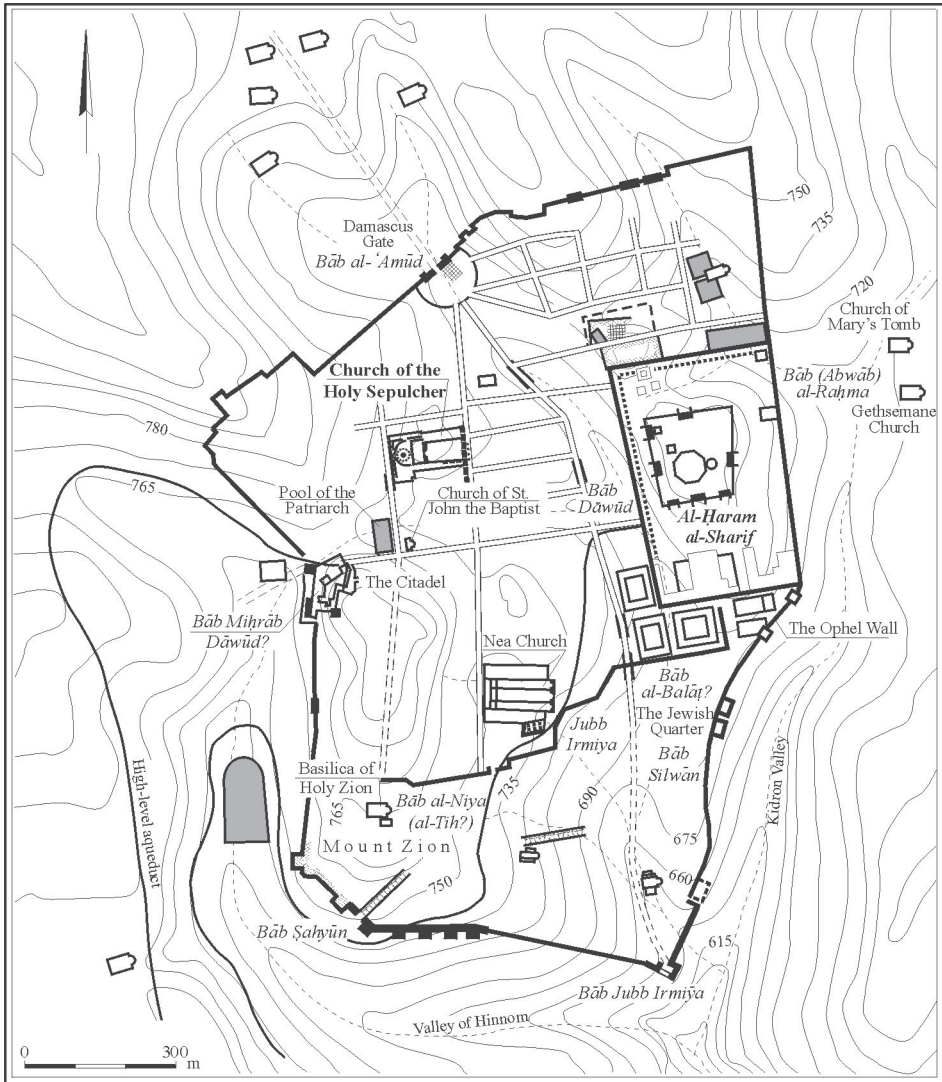 750
735
Damascus
Gate
Bāb al-ʿAmūd
720
Church of
Mary's Tomb
Church of the
Holy Sepulcher
Bāb (Abwāb)
al-Raḥma
Gethsemane
Church
780
765
Pool of the
Patriarch
Church of St.
John the Baptist
Bāb
Dāwūd
Al-Ḥaram
al-Sharif
The Citadel
Bāb Miḥrāb
Dāwūd?
The Ophel Wall
Nea Church
Bāb
al-Balāṭ?
The Jewish
Quarter
Jubb
Irmiya
Bāb
Silwān
Kidron Valley
High-level aqueduct
Basilica of
Holy Zion
765
Bāb al-Niya
(al-Tih?)
735
690
Mount Zion
675
750
660
Bāb Ṣahyūn
615
Bāb Jubb Irmiỹa
Valley of Hinnom
0 300
m